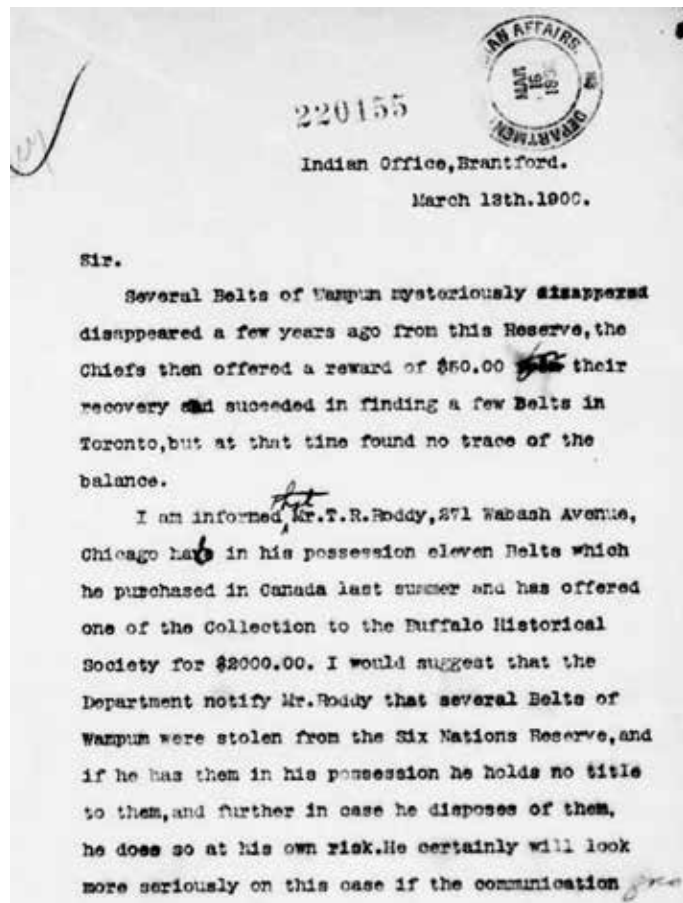 INDIAN AFFAIRS
MAR
16
DEPARTMENT
220155
Indian Office,Brantford.
March 13th.1900.
Sir.
Several Belts of Wampum mysteriously disappered
disappeared a few years ago from this Reserve,the
Chiefs then offered a reward of $50.00 for their
recovery and suceeded in finding a few Belts in
Toronto,but at that time found no trace of the
balance.
I am informed that Mr.T.R.Roddy,271 Wabash Avenue,
Chicago has in his possession eleven Belts which
he purchased in Canada last summer and has offered
one of the Collection to the Buffalo Historical
Society for $2000.00. I would suggest that the
Department notify Mr.Roddy that several Belts of
Wampum were stolen from the Six Nations Reserve,and
if he has them in his possession he holds no title
to them,and further in case he disposes of them,
he does so at his own risk.He certainly will look
more seriously on this case if the communication